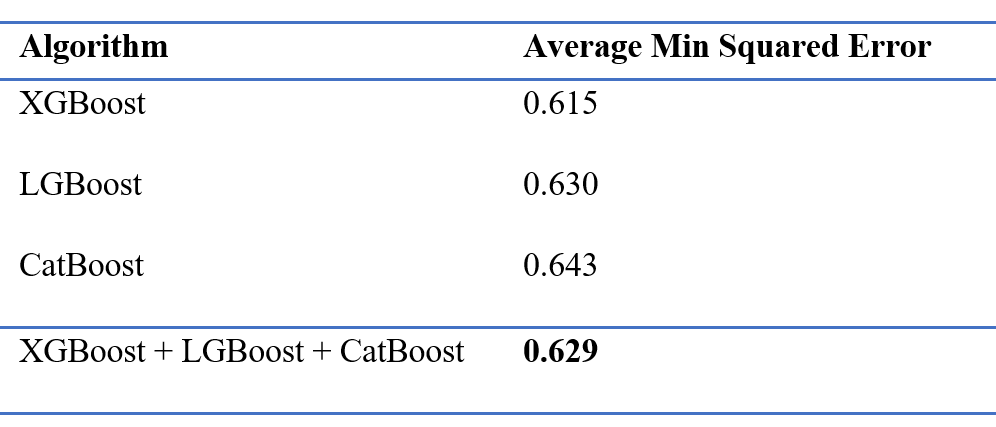 Algorithm Average Min Squared Error
XGBoost 0.615
LGBoost 0.630
CatBoost 0.643
XGBoost + LGBoost + CatBoost 0.629